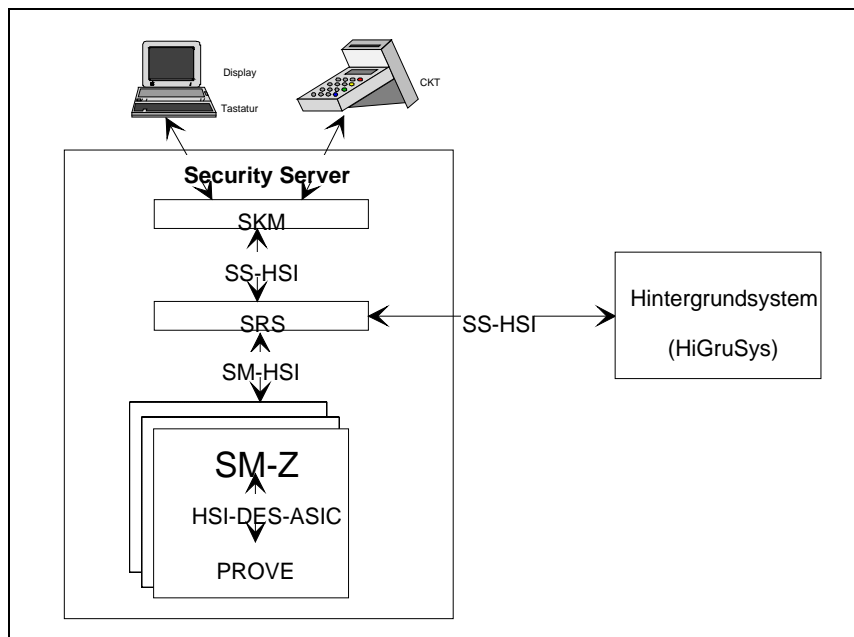 Display
CKT
Tastatur
Security Server
SKM
SS-HSI
SRS
SS-HSI
Hintergrundsystem
(HiGruSys)
SM-HSI
SM-Z
HSI-DES-ASIC
PROVE